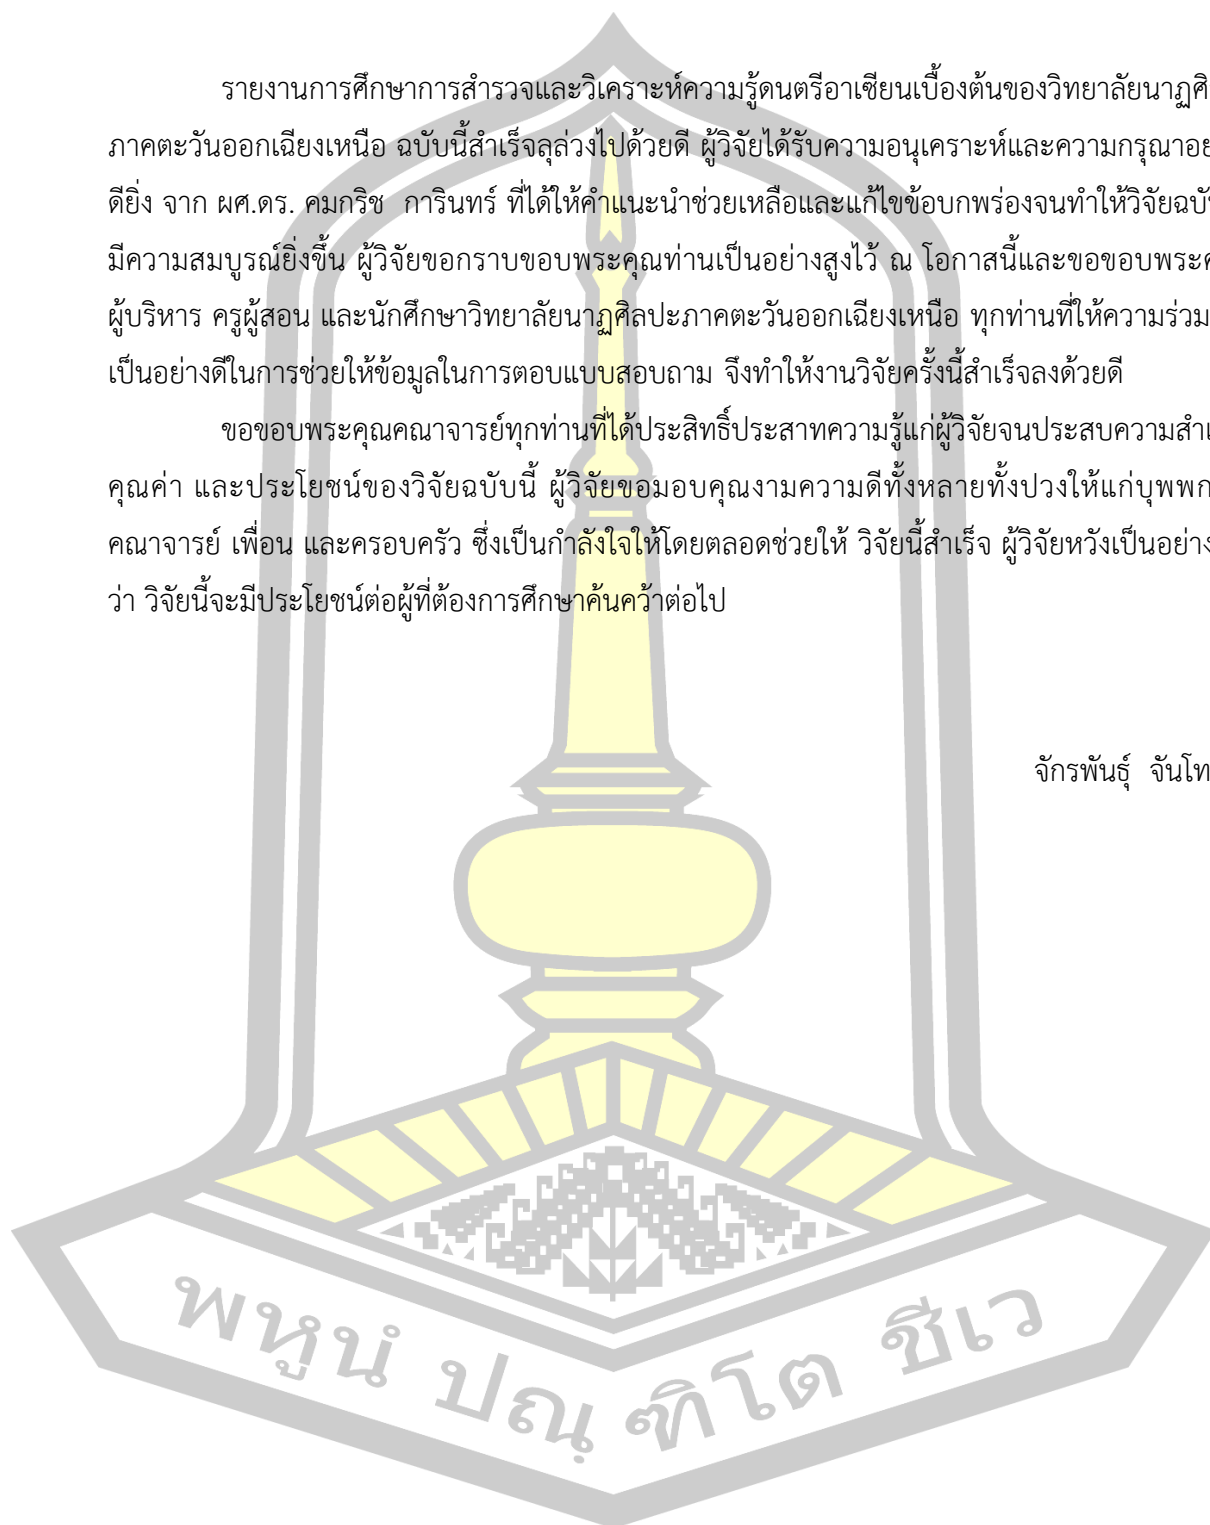 รายงานการศึกษาการสำรวจและวิเคราะห์ความรู้ดนตรีอาเซียนเบื้องต้นของวิทยาลัยนาฏศิ
ภาคตะวันออกเฉียงเหนือ ฉบับนี้สำเร็จลุล่วงไปด้วยดี ผู้วิจัยได้รับความอนุเคราะห์และความกรุณาอย
ดียิ่ง จาก ผศ.ดร. คมกริช การินทร์ ที่ได้ให้คำแนะนำช่วยเหลือและแก้ไขข้อบกพร่องจนทำให้วิจัยฉบั
มีความสมบูรณ์ยิ่งขึ้น ผู้วิจัยขอกราบขอบพระคุณท่านเป็นอย่างสูงไว้ ณ โอกาสนี้และขอขอบพระค
ผู้บริหาร ครูผู้สอน และนักศึกษาวิทยาลัยนาฏศิลปะภาคตะวันออกเฉียงเหนือ ทุกท่านที่ให้ความร่วม
เป็นอย่างดีในการช่วยให้ข้อมูลในการตอบแบบสอบถาม จึงทำให้งานวิจัยครั้งนี้สำเร็จลงด้วยดี
ขอขอบพระคุณคณาจารย์ทุกท่านที่ได้ประสิทธิ์ประสาทความรู้แก่ผู้วิจัยจนประสบความสำเ
คุณค่า และประโยชน์ของวิจัยฉบับนี้ ผู้วิจัยขอมอบคุณงามความดีทั้งหลายทั้งปวงให้แก่บุพพก
คณาจารย์ เพื่อน และครอบครัว ซึ่งเป็นกำลังใจให้โดยตลอดช่วยให้ วิจัยนี้สำเร็จ ผู้วิจัยหวังเป็นอย่าง
ว่า วิจัยนี้จะมีประโยชน์ต่อผู้ที่ต้องการศึกษาค้นคว้าต่อไป
จักรพันธุ์ จันโท
พหูนํ ปณฺฑิโต ชีเว